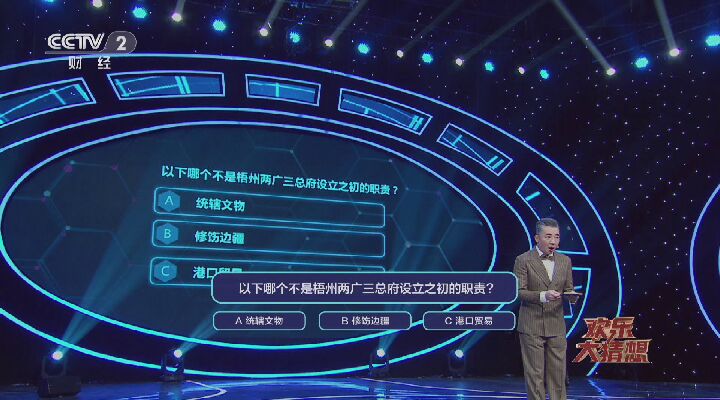 CCTV 2
财经
以下哪个不是梧州两广三总府设立之初的职责？
A 统辖文物
B 修饬边疆
C 港口贸易
以下哪个不是梧州两广三总府设立之初的职责?
A 统辖文物 B 修饬边疆 C 港口贸易
欢乐
大猜想